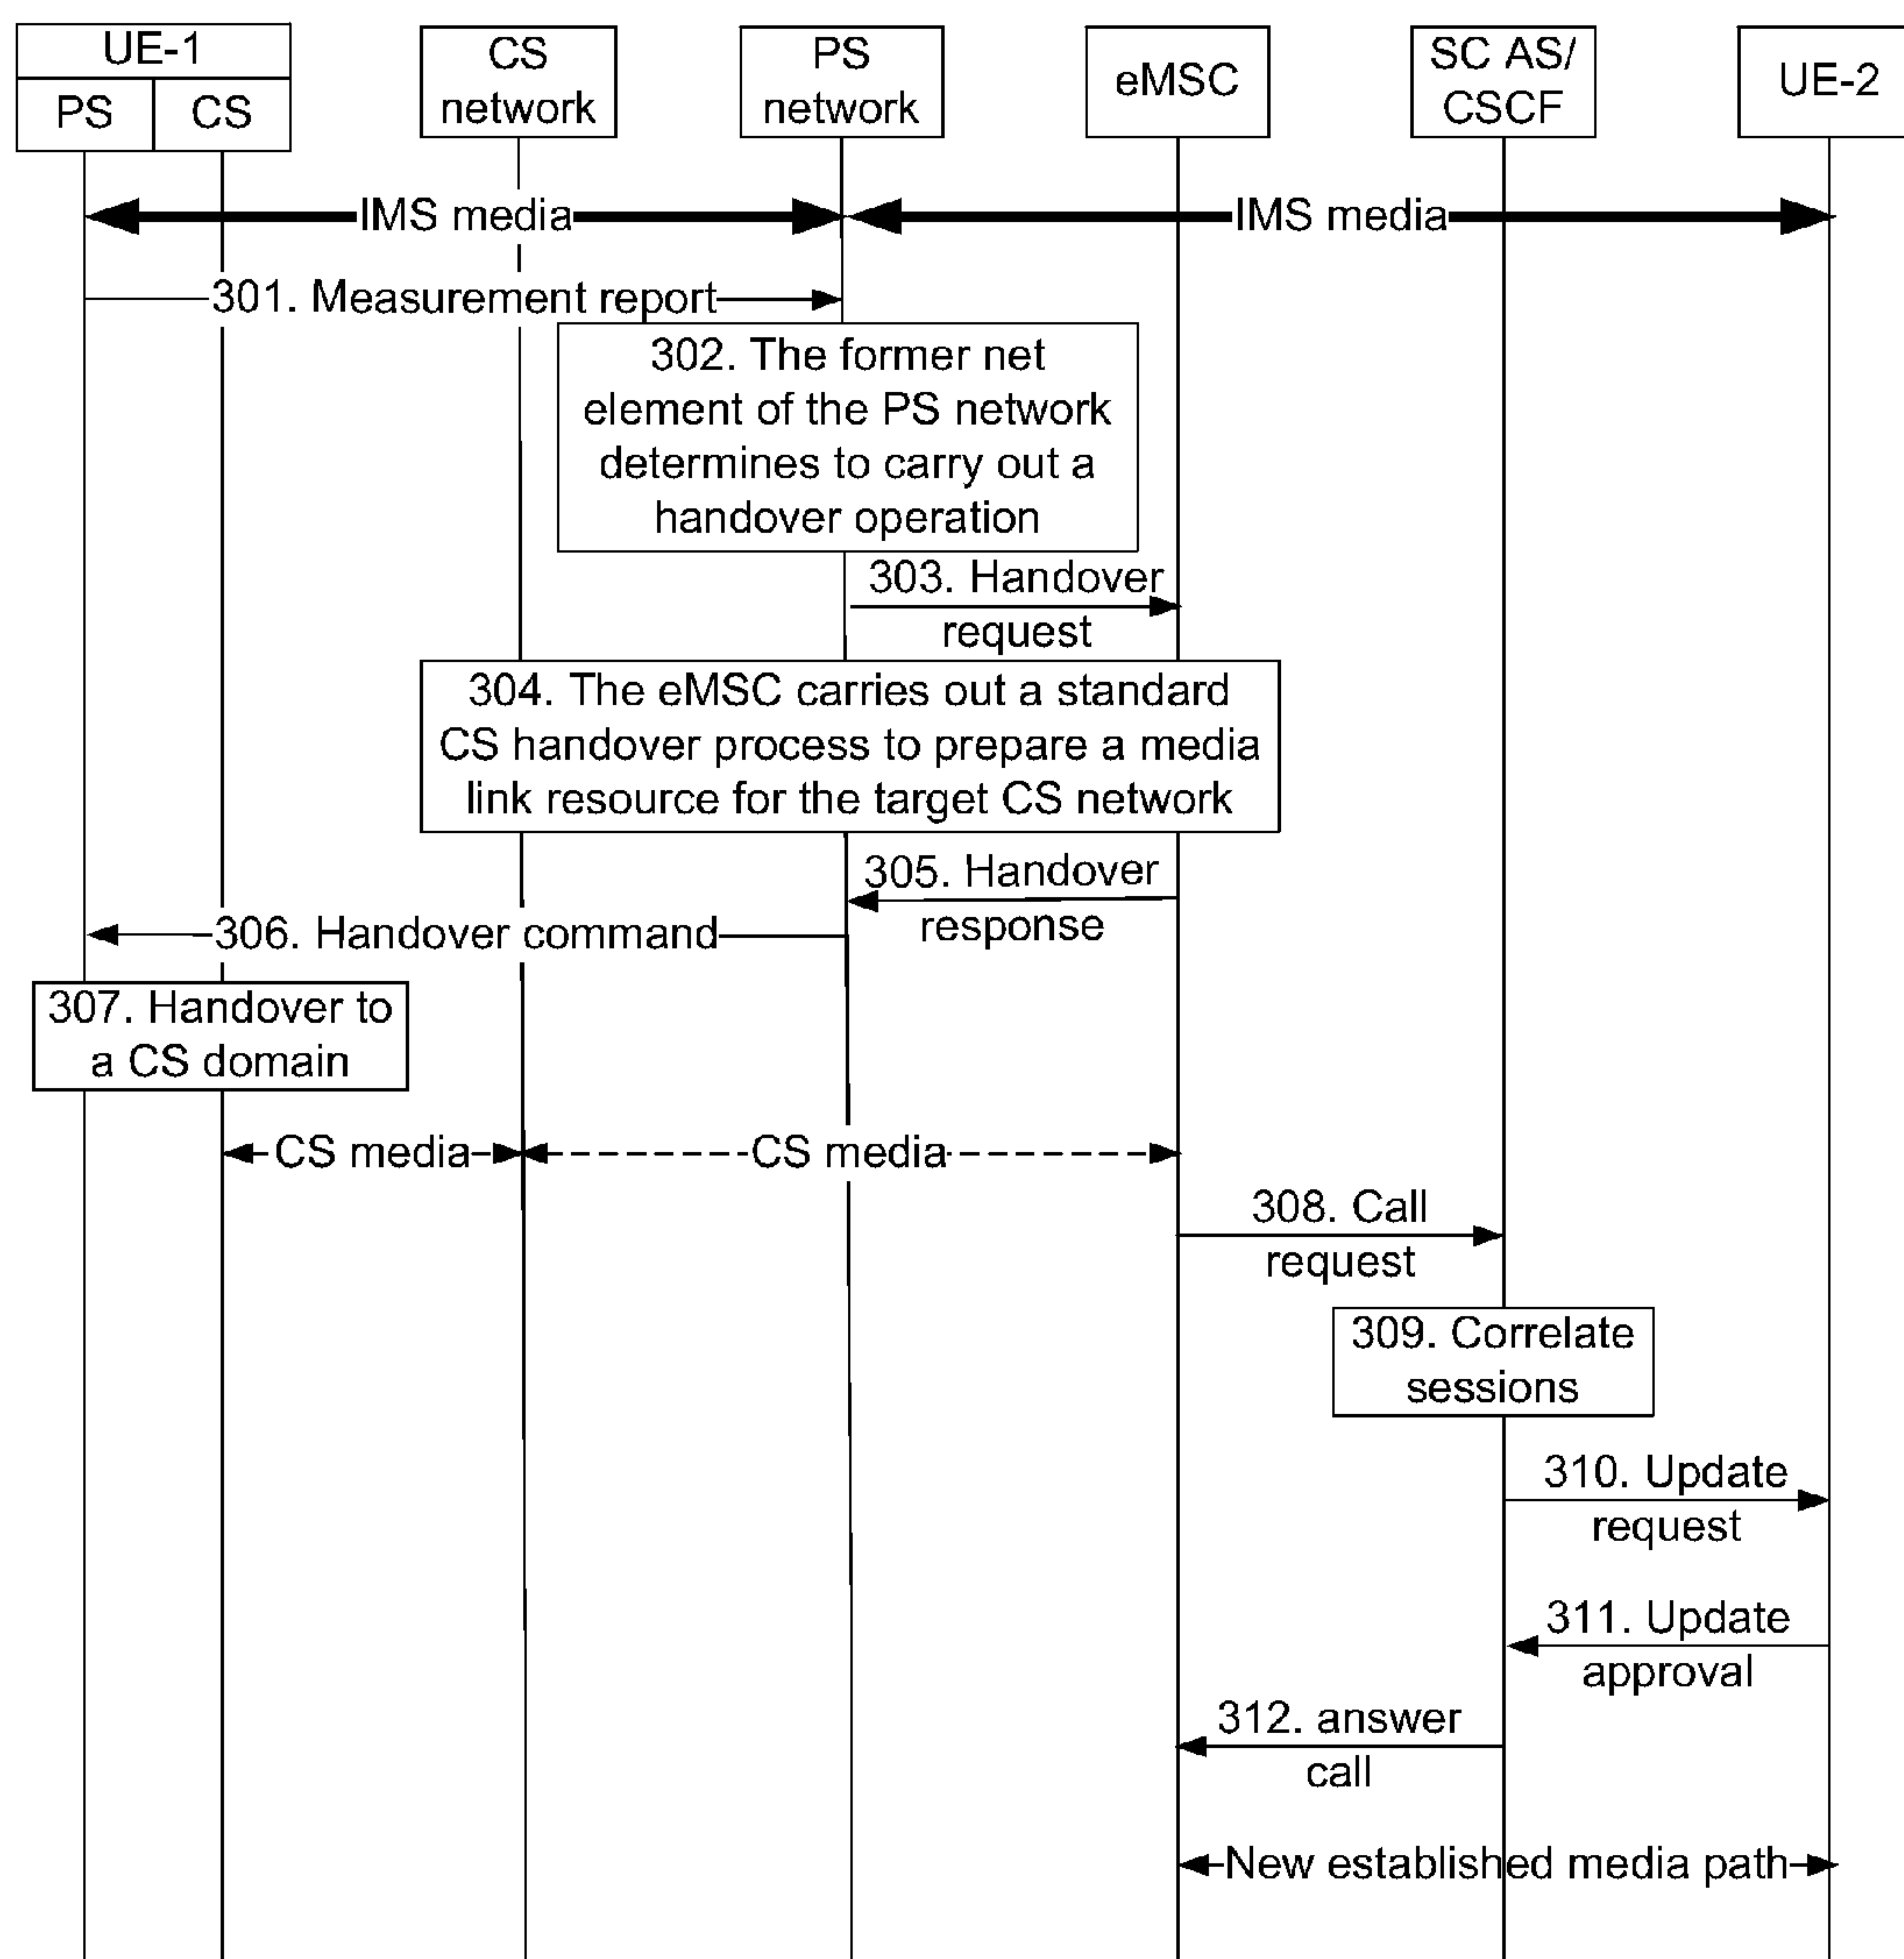 UE-1
PS
CS
CS
network
PS
network
eMSC
SC AS/
CSCF
UE-2
IMS media
IMS media
301. Measurement report
302. The former net
element of the PS network
determines to carry out a
handover operation
303. Handover
request
304. The eMSC carries out a standard
CS handover process to prepare a media
link resource for the target CS network
305. Handover
response
306. Handover command
307. Handover to
a CS domain
CS media
CS media
308. Call
request
309. Correlate
sessions
310. Update
request
311. Update
approval
312. answer
call
New established media path